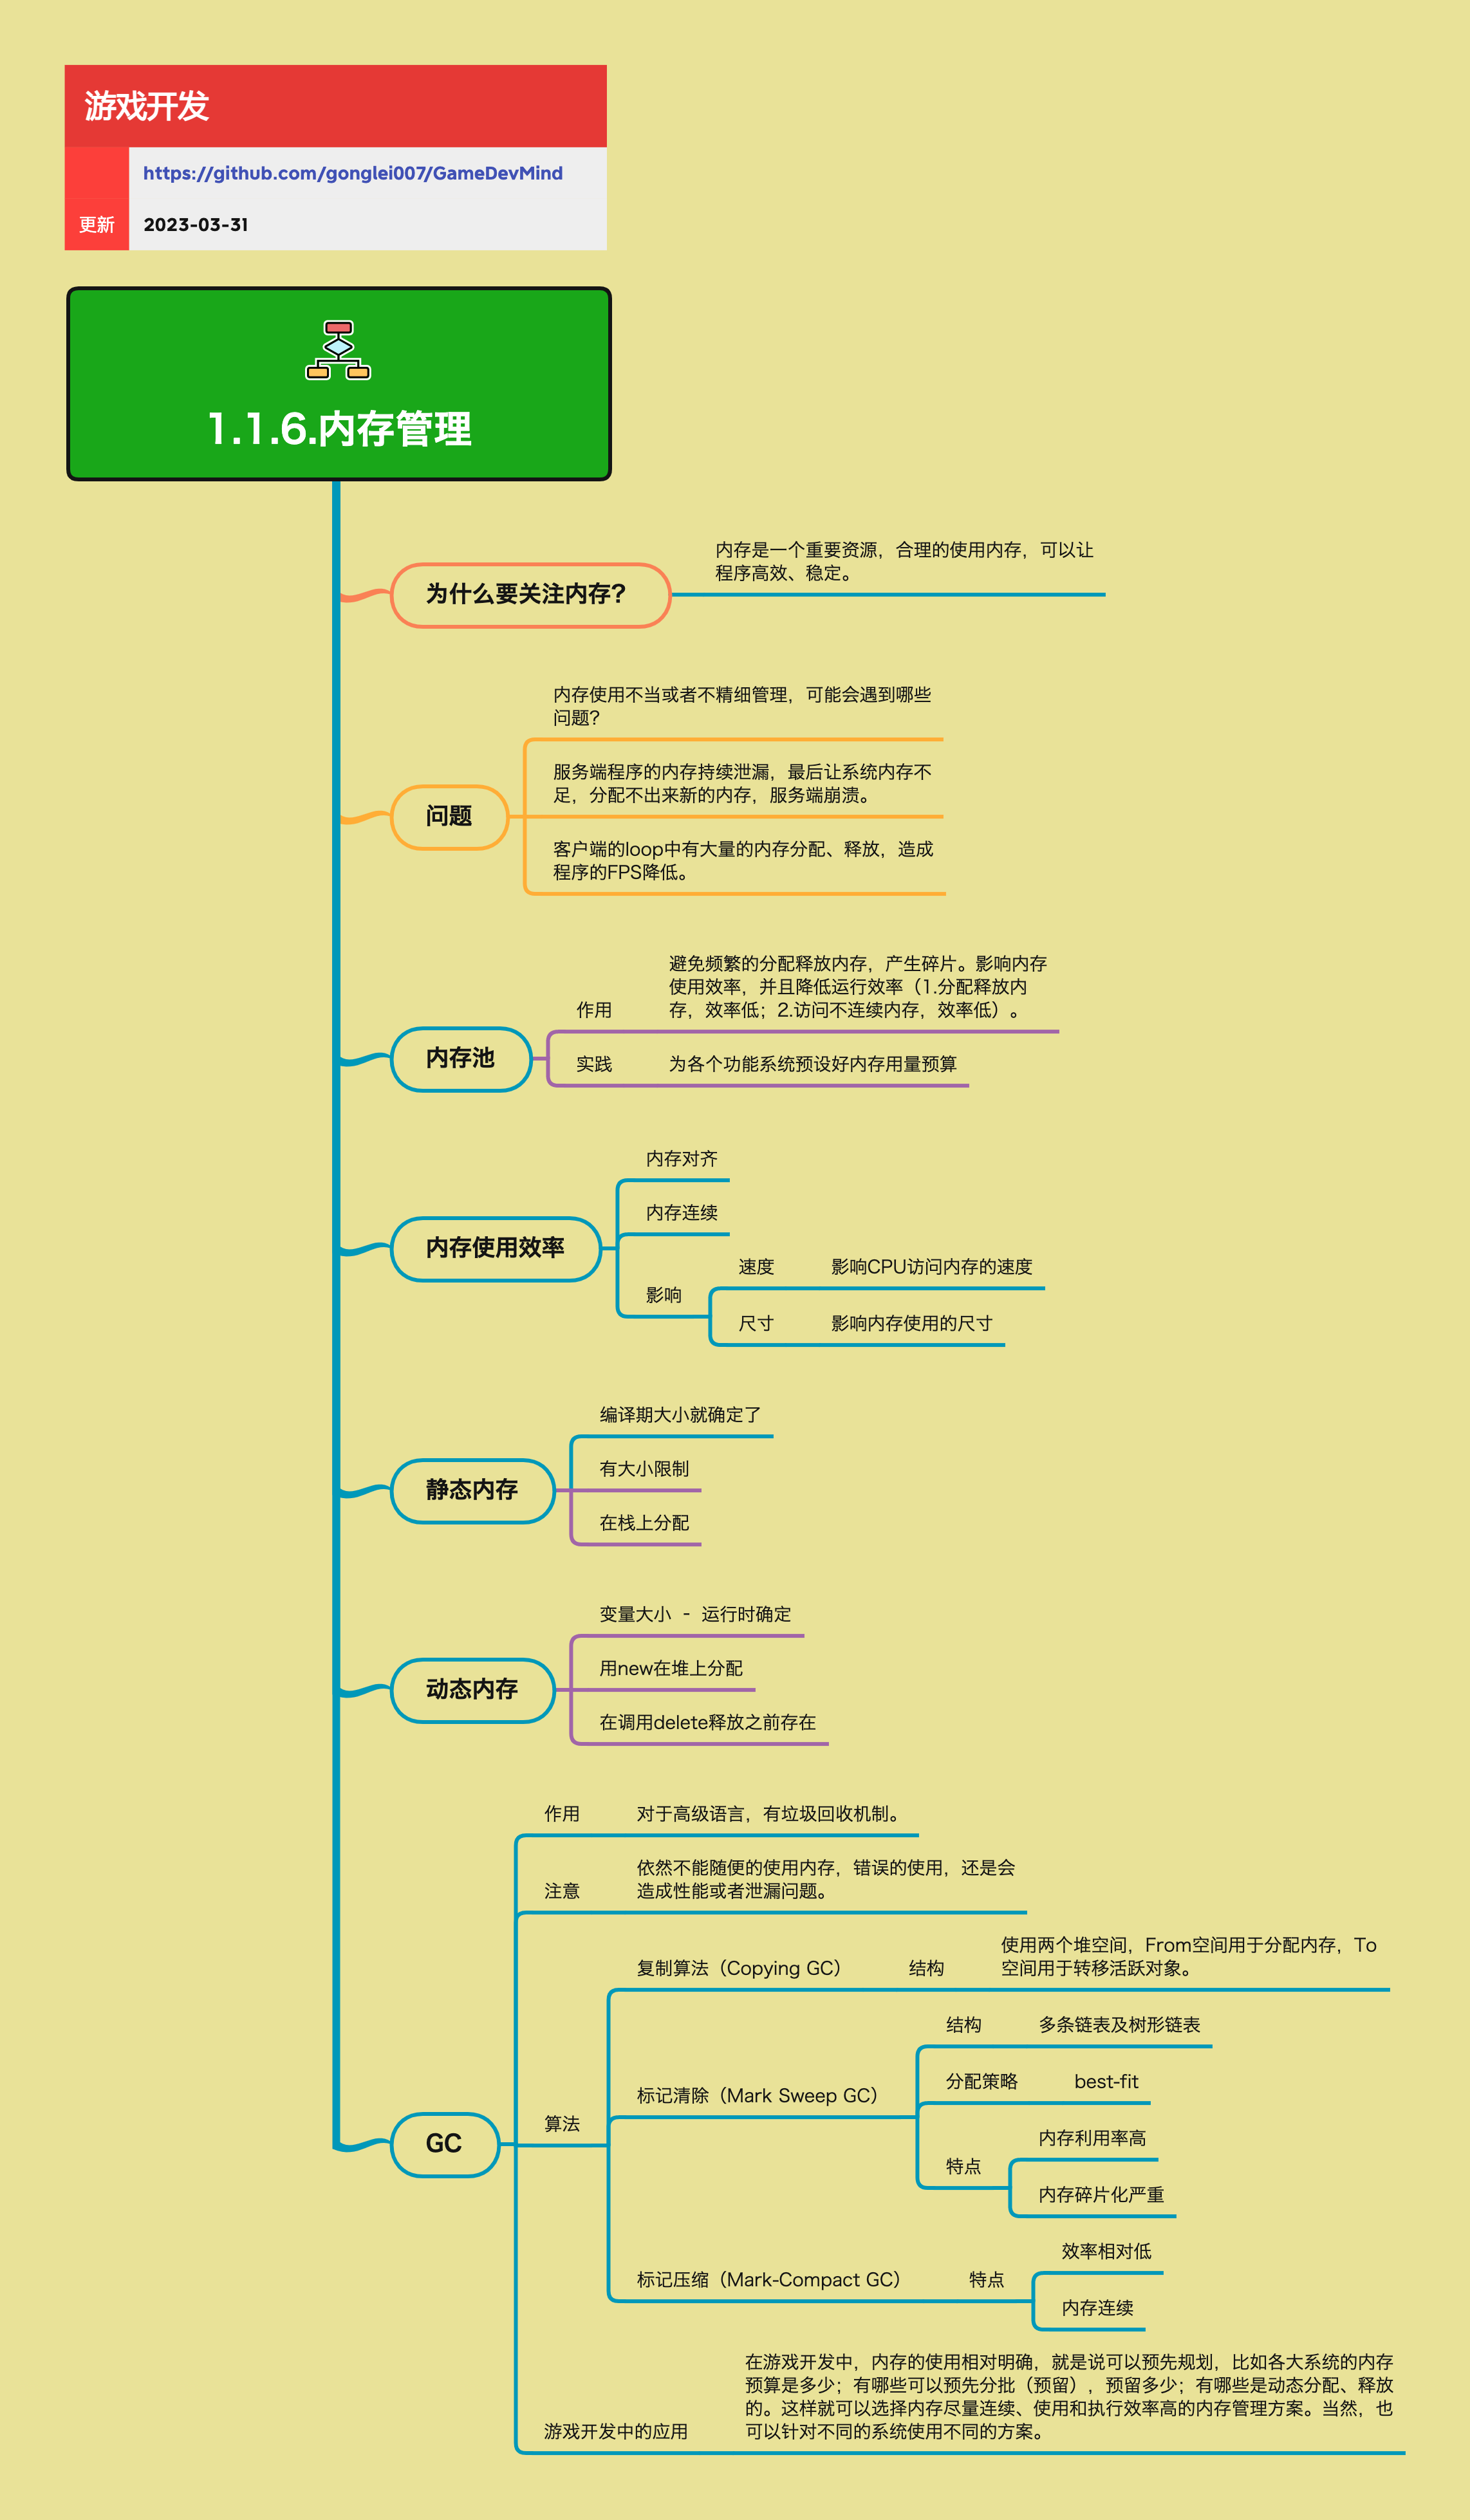 游戏开发
https://github.com/gonglei007/GameDevMind
更新 2023-03-31
1.1.6.内存管理
为什么要关注内存?
内存是一个重要资源，合理的使用内存，可以让
程序高效、稳定。
问题
内存使用不当或者不精细管理，可能会遇到哪些
问题?
服务端程序的内存持续泄漏，最后让系统内存不
足，分配不出来新的内存，服务端崩溃。
客户端的loop中有大量的内存分配、释放，造成
程序的FPS降低。
内存池
作用
避免频繁的分配释放内存，产生碎片。影响内存
使用效率，并且降低运行效率（1.分配释放内
存，效率低；2.访问不连续内存，效率低）。
实践
为各个功能系统预设好内存用量预算
内存使用效率
内存对齐
内存连续
影响
速度
影响CPU访问内存的速度
尺寸
影响内存使用的尺寸
静态内存
编译期大小就确定了
有大小限制
在栈上分配
动态内存
变量大小 - 运行时确定
用new在堆上分配
在调用delete释放之前存在
GC
作用
对于高级语言，有垃圾回收机制。
注意
依然不能随便的使用内存，错误的使用，还是会
造成性能或者泄漏问题。
算法
复制算法（Copying GC）
结构
使用两个堆空间，From空间用于分配内存，To
空间用于转移活跃对象。
标记清除（Mark Sweep GC）
结构
多条链表及树形链表
分配策略
best-fit
特点
内存利用率高
内存碎片化严重
标记压缩（Mark-Compact GC）
特点
效率相对低
内存连续
游戏开发中的应用
在游戏开发中，内存的使用相对明确，就是说可以预先规划，比如各大系统的内存
预算是多少；有哪些可以预先分批（预留），预留多少；有哪些是动态分配、释放
的。这样就可以选择内存尽量连续、使用和执行效率高的内存管理方案。当然，也
可以针对不同的系统使用不同的方案。